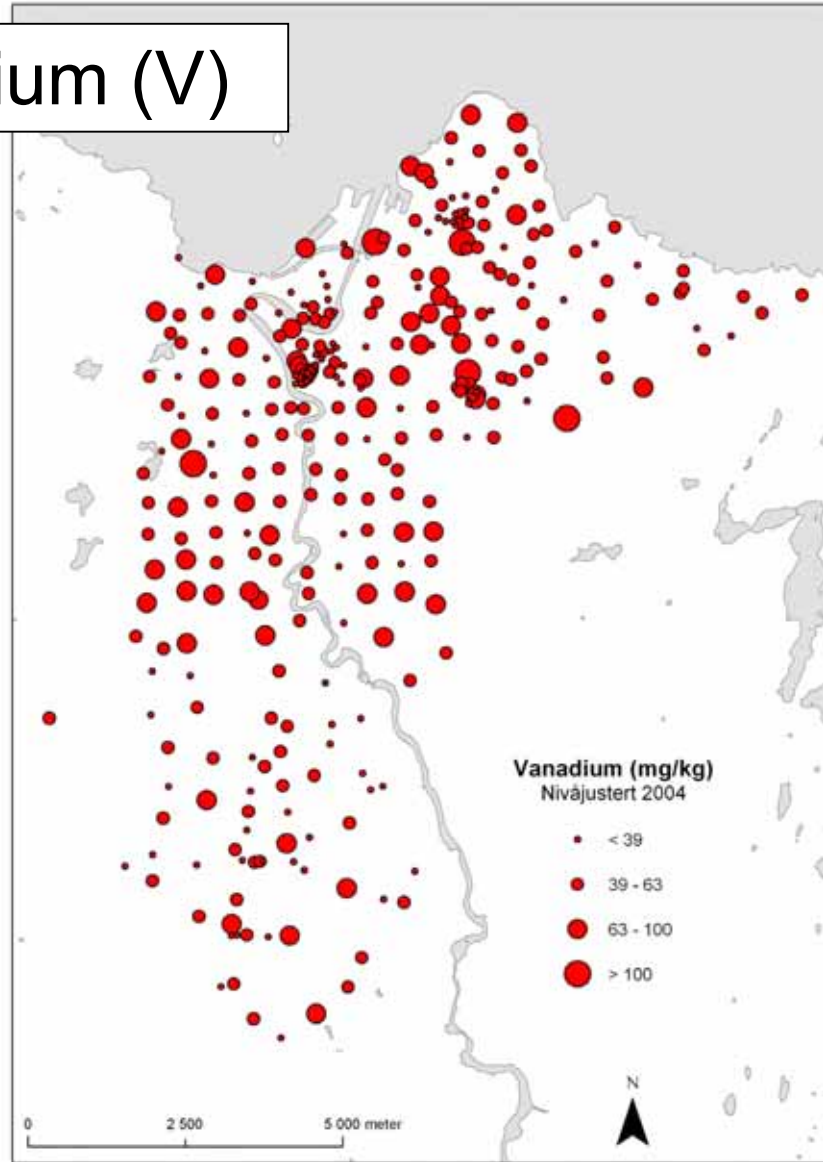 ium (V)
Vanadium (mg/kg)
Nivåjustert 2004
< 39
39 - 63
63 - 100
> 100
N
0 2 500 5 000 meter